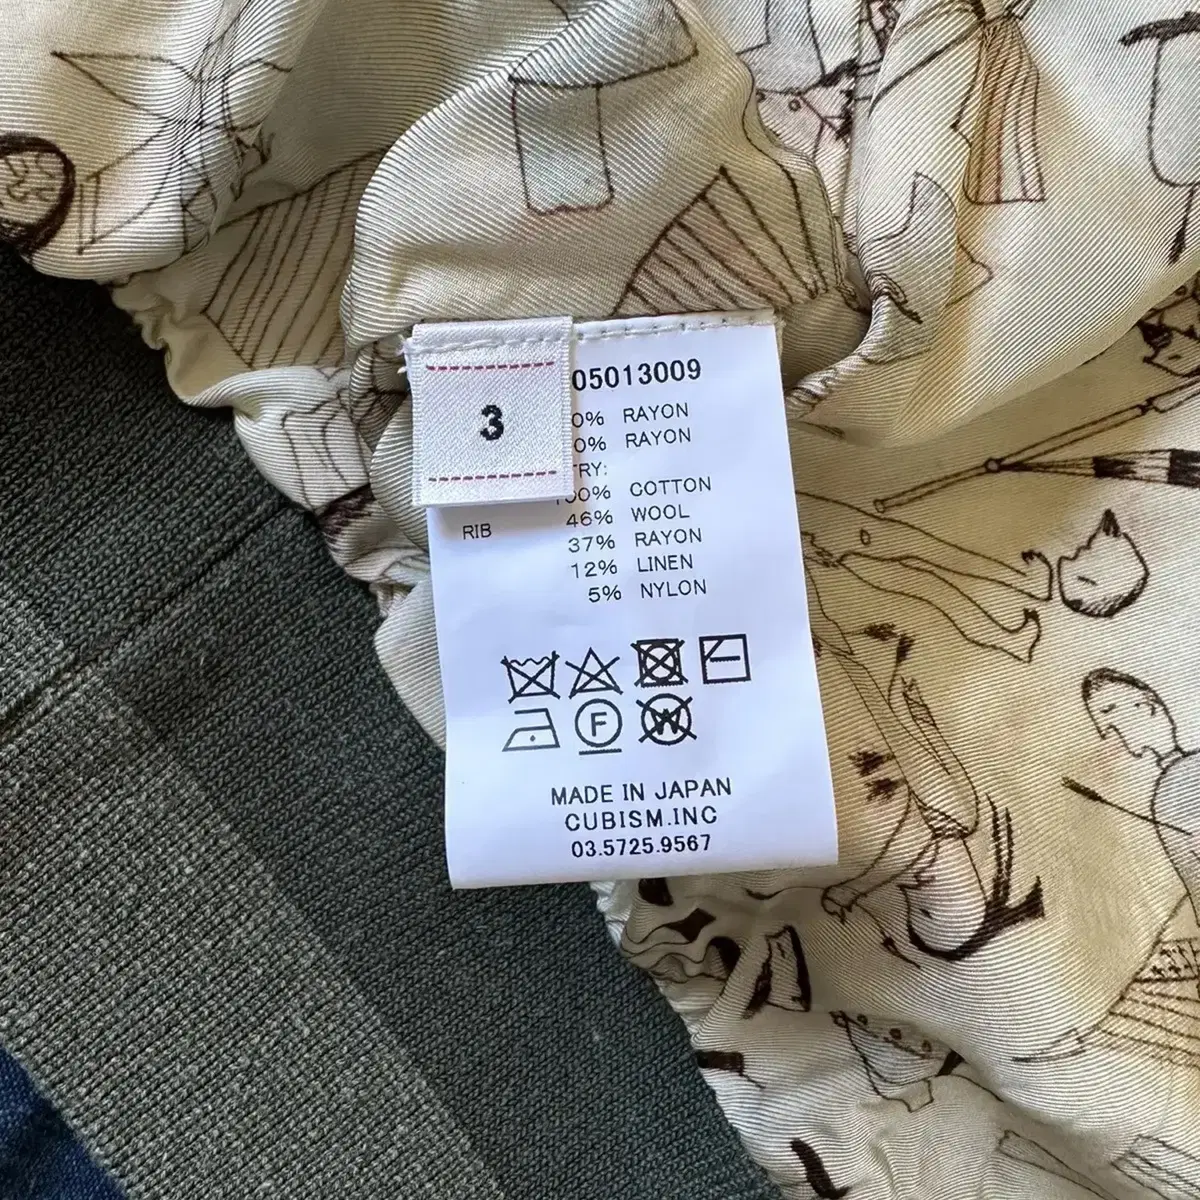 3
05013009
0% RAYON
0% RAYON
TRY:
100% COTTON
RIB 46% WOOL
37% RAYON
12% LINEN
5% NYLON
F
W
MADE IN JAPAN
CUBISM.INC
03.5725.9567